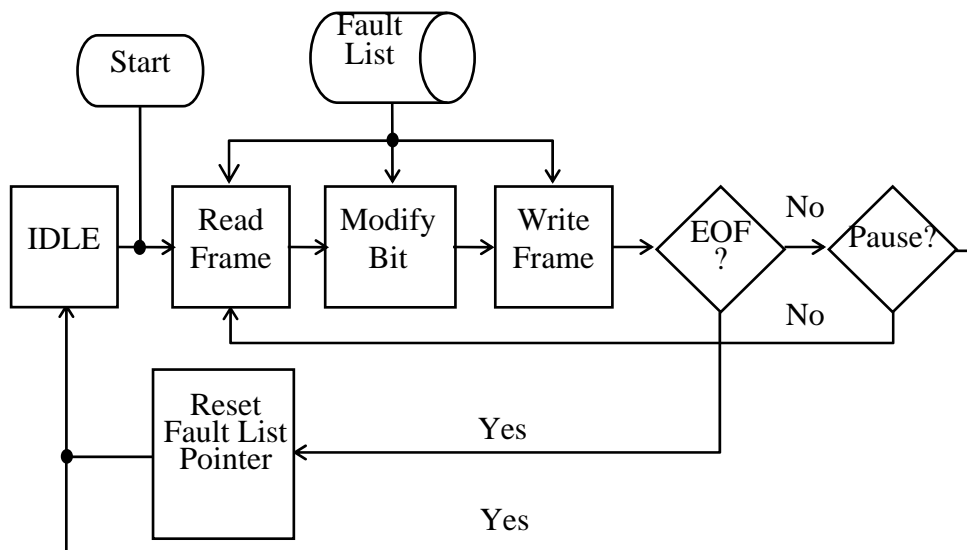 Start
Fault
List
IDLE
Read
Frame
Modify
Bit
Write
Frame
EOF
?
No
Pause?
No
Reset
Fault List
Pointer
Yes
Yes